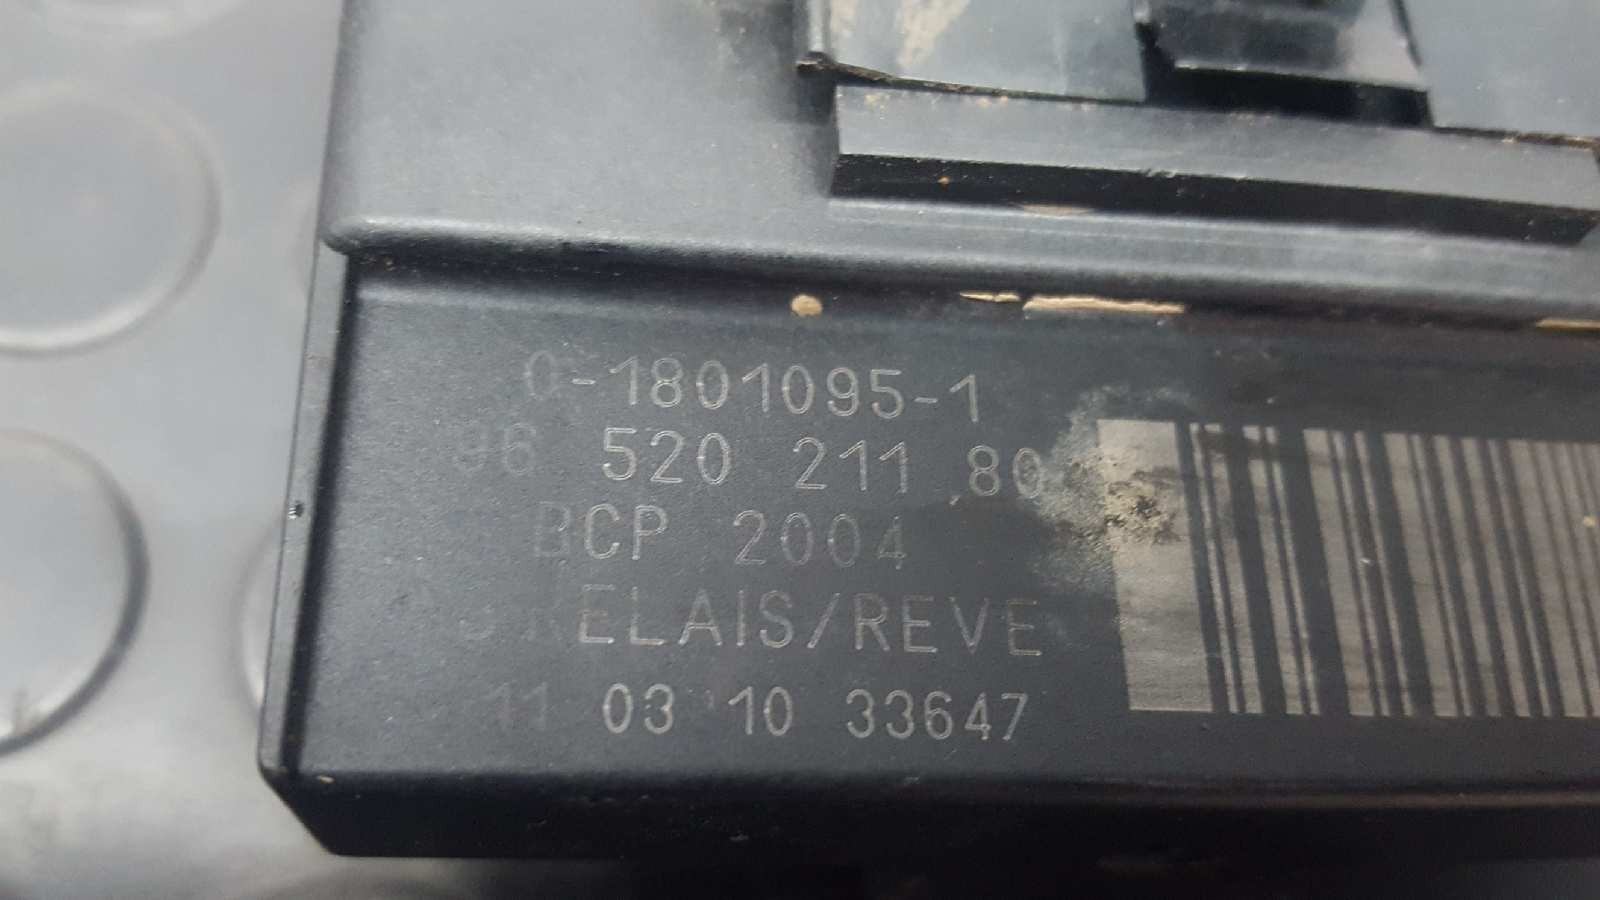 0-1801095-1
96 520 211 80
BCP 2004
RELAIS/REVE
11 03 10 33647